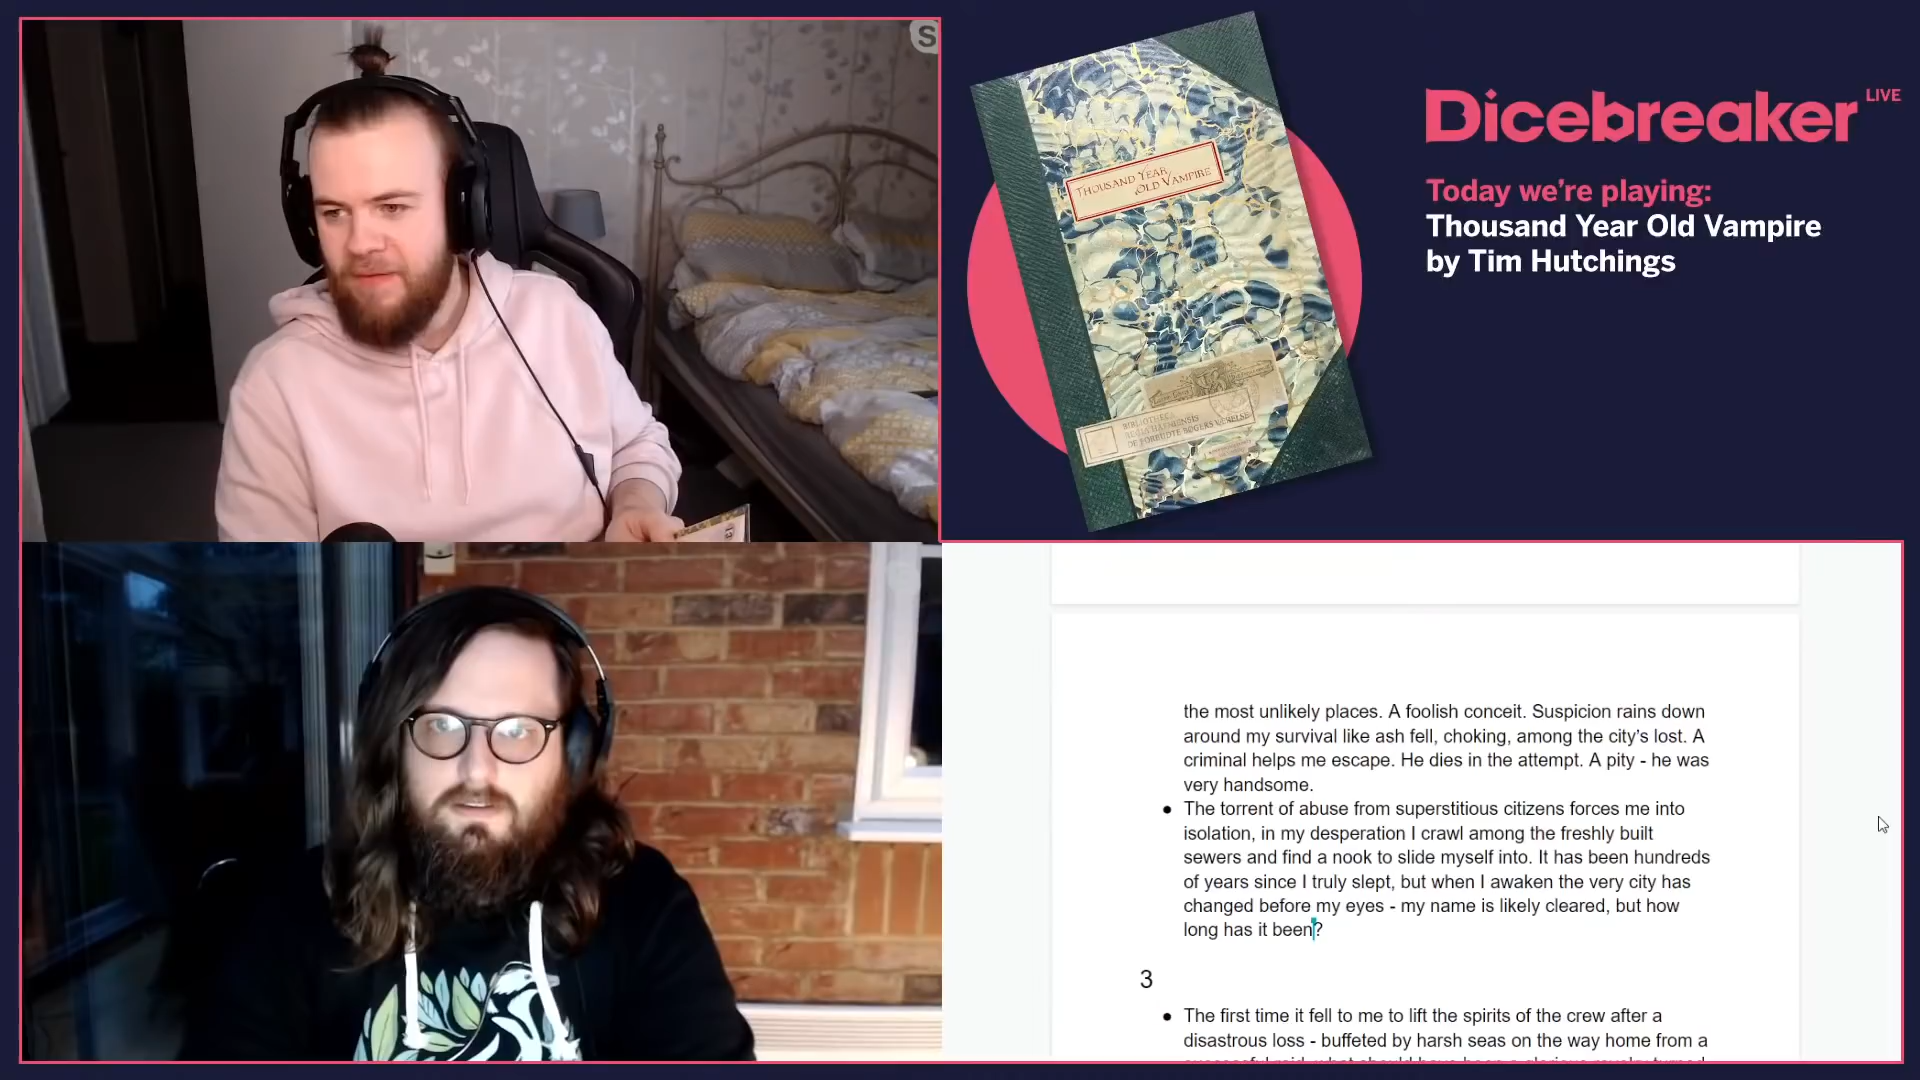 S
Dicebreaker LIVE
Today we're playing:
Thousand Year Old Vampire
by Tim Hutchings
THOUSAND YEAR
OLD VAMPIRE
BIBLIOTHECA
REGIA HAFNIENSIS
DE FORBUDTE BOGERS VÆRELSE
the most unlikely places. A foolish conceit. Suspicion rains down
around my survival like ash fell, choking, among the city's lost. A
criminal helps me escape. He dies in the attempt. A pity - he was
very handsome.
● The torrent of abuse from superstitious citizens forces me into
isolation, in my desperation I crawl among the freshly built
sewers and find a nook to slide myself into. It has been hundreds
of years since I truly slept, but when I awaken the very city has
changed before my eyes - my name is likely cleared, but how
long has it been?
3
● The first time it fell to me to lift the spirits of the crew after a
disastrous loss - buffeted by harsh seas on the way home from a